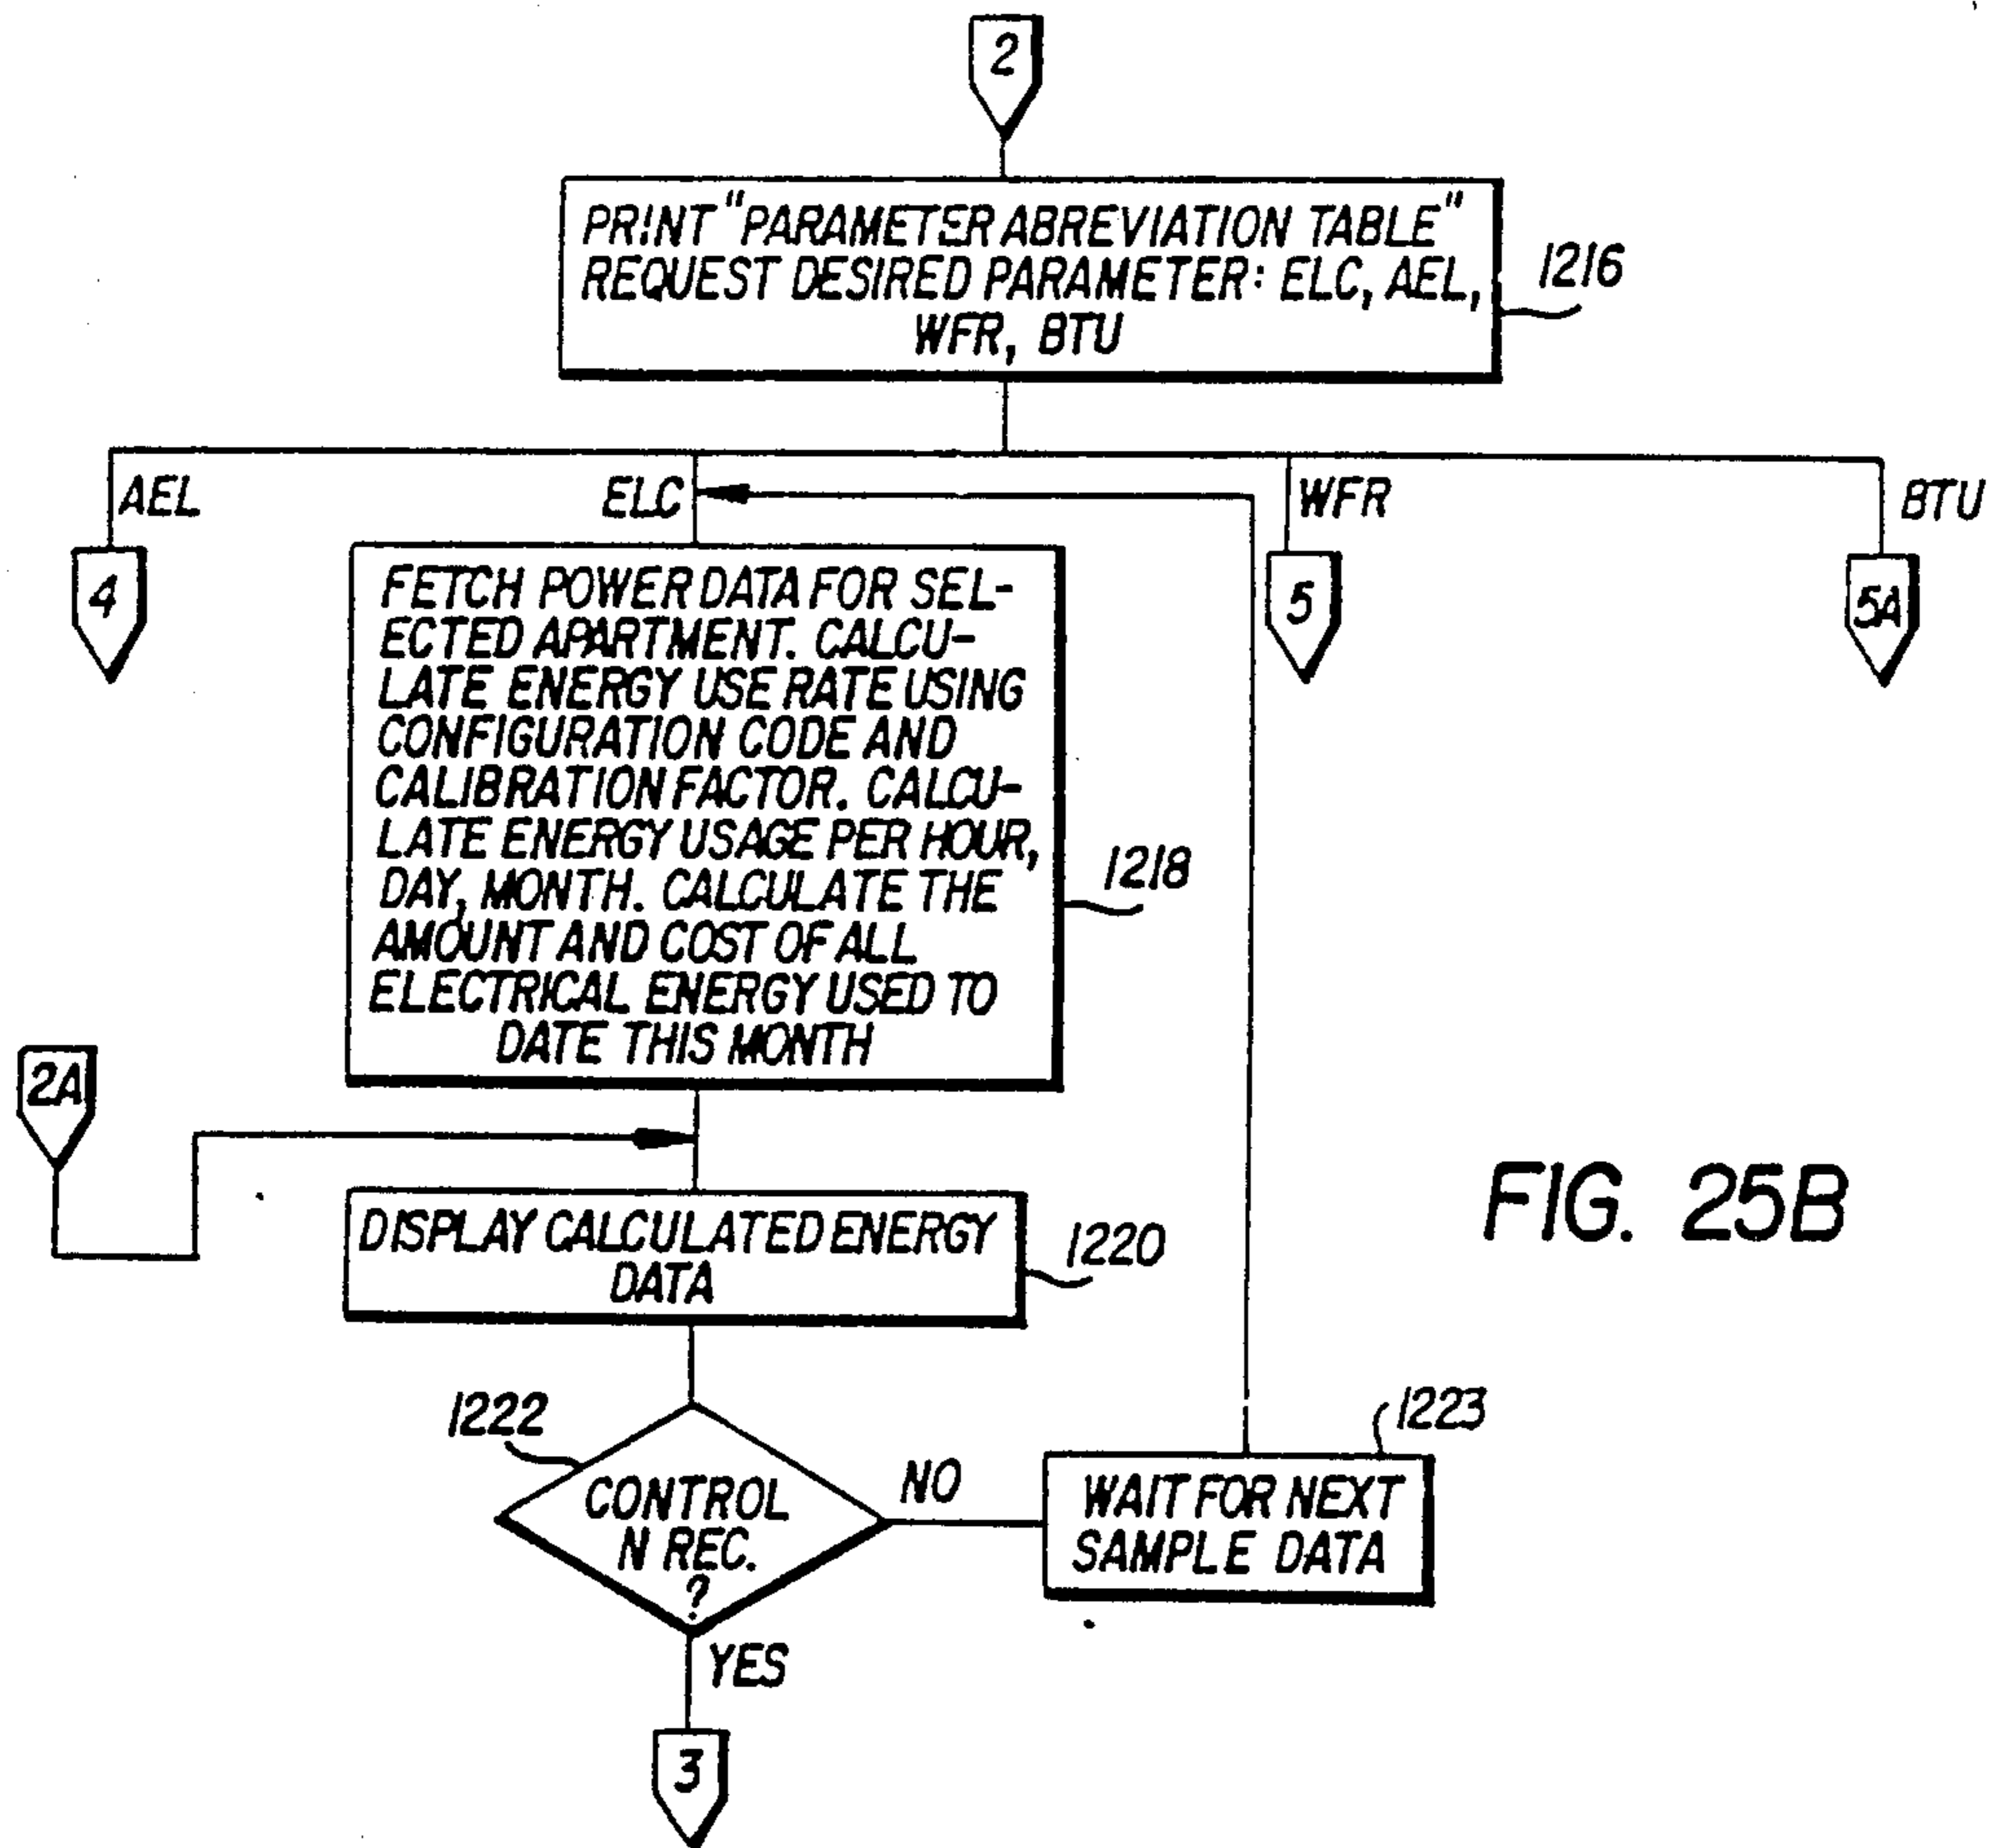 2
PRINT "PARAMETER ABREVIATION TABLE"
REQUEST DESIRED PARAMETER: ELC, AEL,
WFR, BTU
1216
AEL
ELC
WFR
BTU
4
5
5A
FETCH POWER DATA FOR SEL-
ECTED APARTMENT. CALCU-
LATE ENERGY USE RATE USING
CONFIGURATION CODE AND
CALIBRATION FACTOR. CALCU-
LATE ENERGY USAGE PER HOUR,
DAY, MONTH. CALCULATE THE
AMOUNT AND COST OF ALL
ELECTRICAL ENERGY USED TO
DATE THIS MONTH
1218
2A
DISPLAY CALCULATED ENERGY
DATA
1220
FIG. 25B
1222
CONTROL
N REC.
?
NO
1223
WAIT FOR NEXT
SAMPLE DATA
YES
3